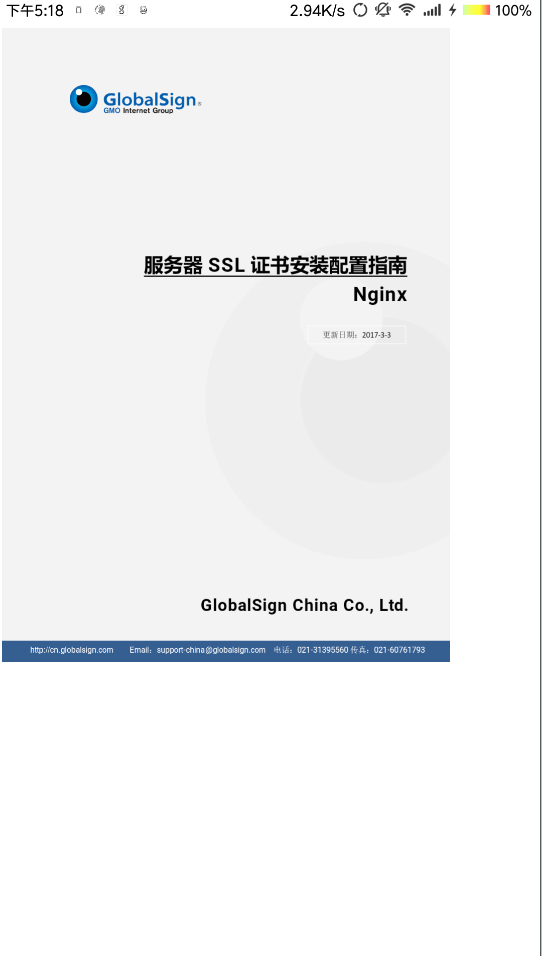 下午5:18 2.94K/s 100%
GlobalSign®
GMO Internet Group
服务器 SSL 证书安装配置指南
Nginx
更新日期：2017-3-3
GlobalSign China Co., Ltd.
http://cn.globalsign.com Email：support-china@globalsign.com 电话：021-31395560 传真：021-60761793